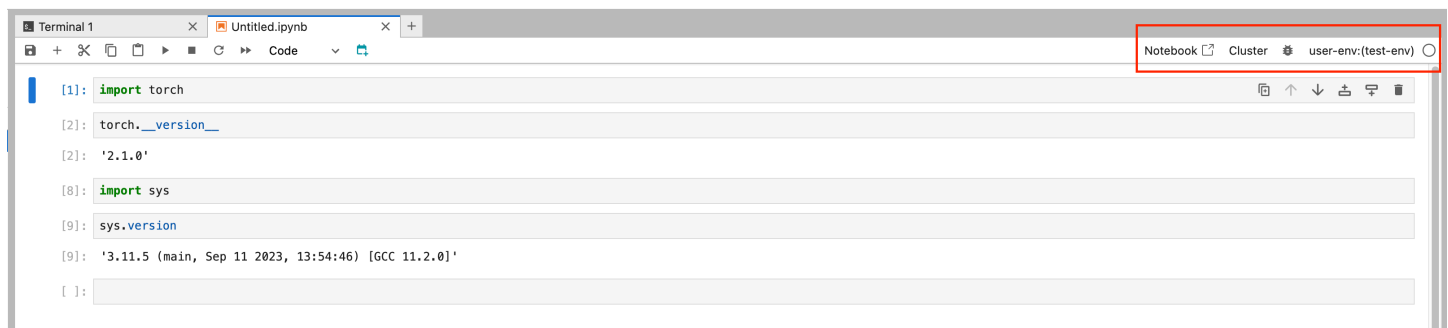 Terminal 1 Untitled.ipynb
Code Notebook Cluster user-env:(test-env)
[1]: import torch
[2]: torch.__version__
[2]: '2.1.0'
[8]: import sys
[9]: sys.version
[9]: '3.11.5 (main, Sep 11 2023, 13:54:46) [GCC 11.2.0]'
[ ]: